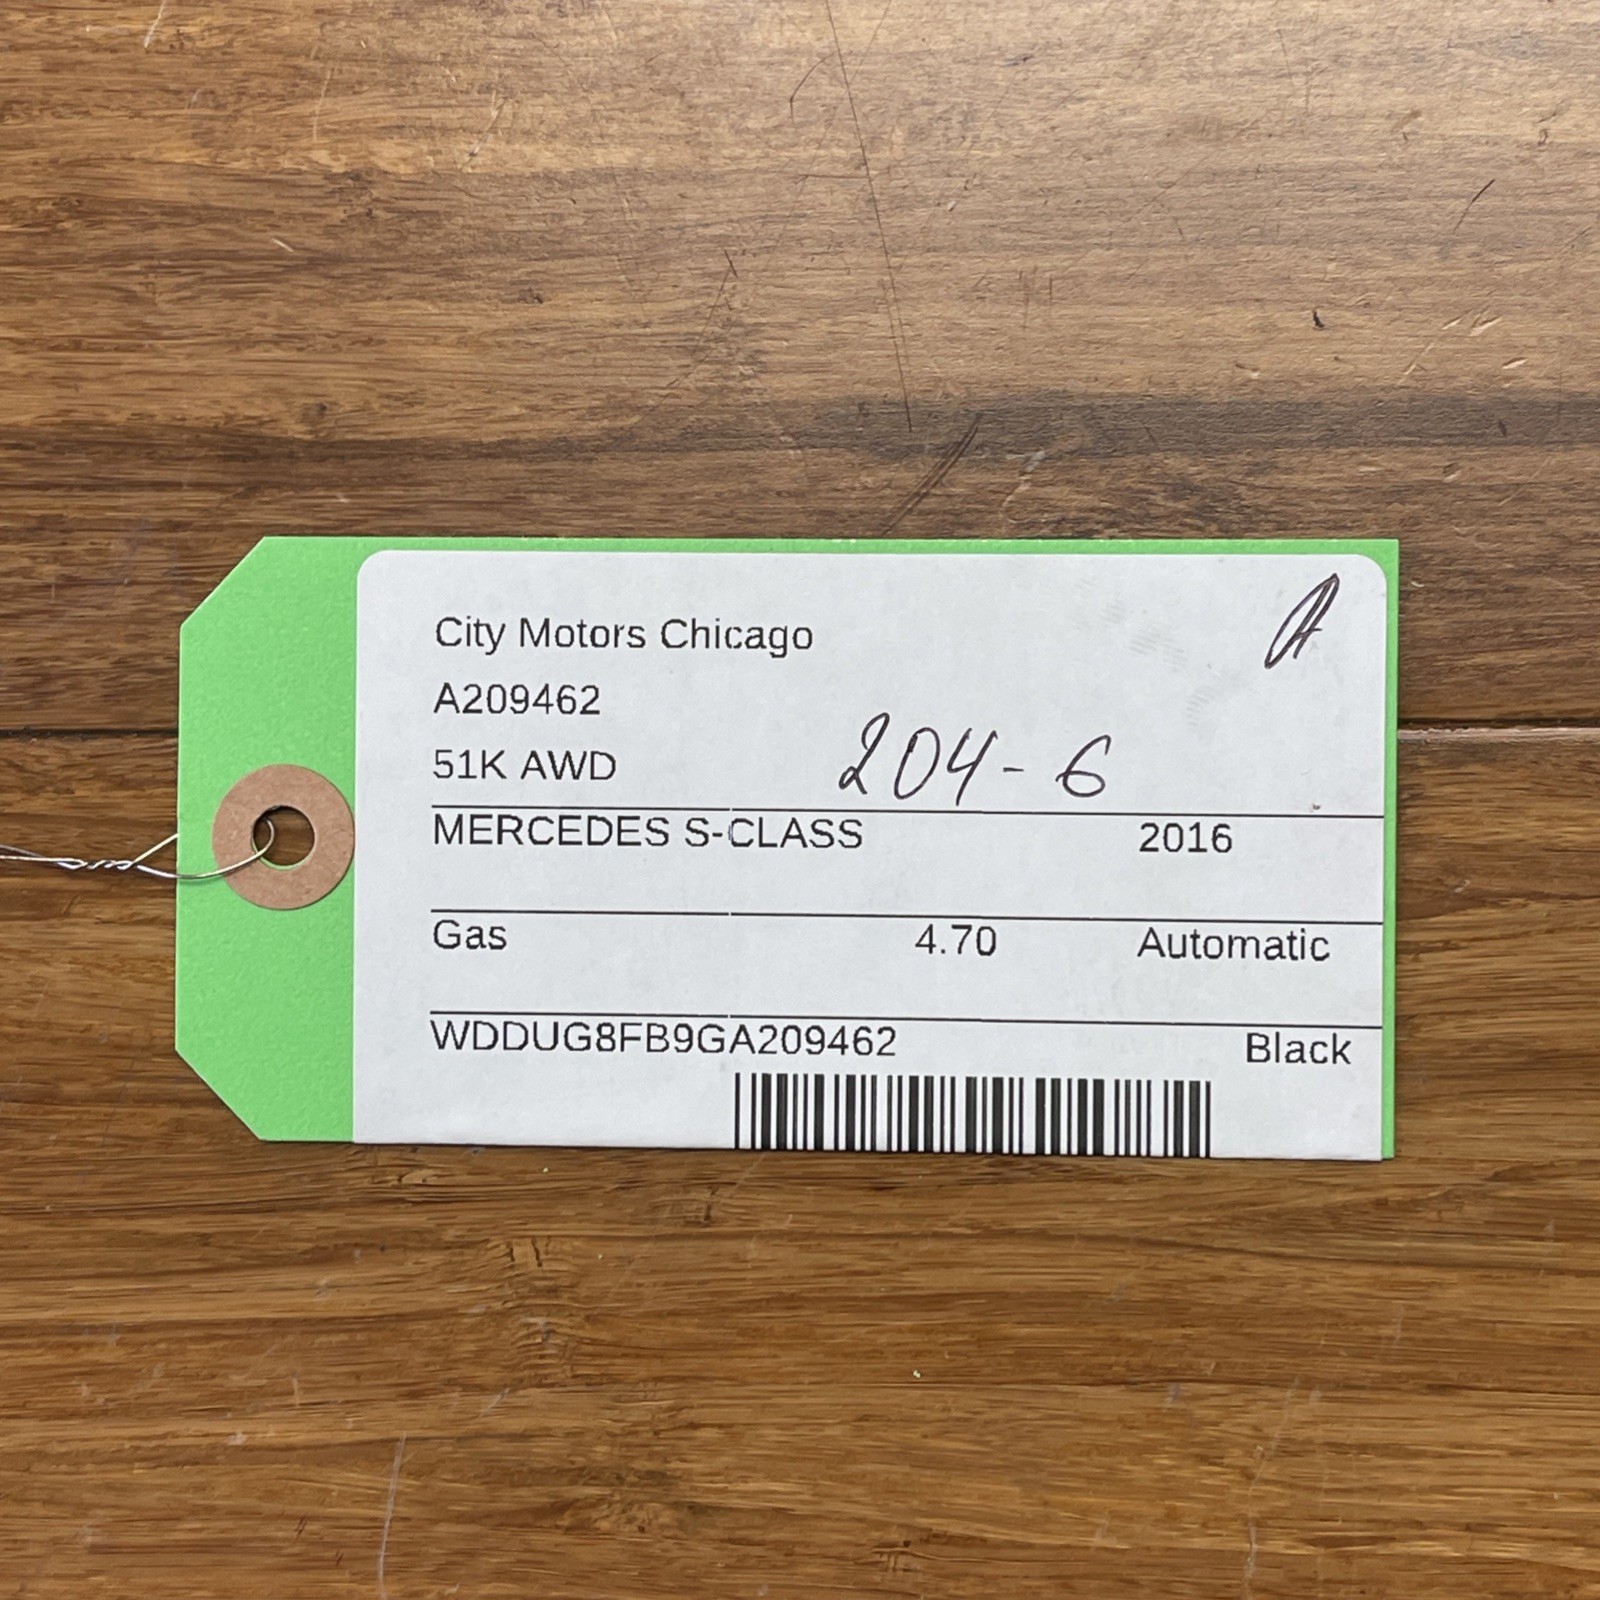 City Motors Chicago
A
A209462
51K AWD
204-6
MERCEDES S-CLASS 2016
Gas 4.70 Automatic
WDDUG8FB9GA209462 Black